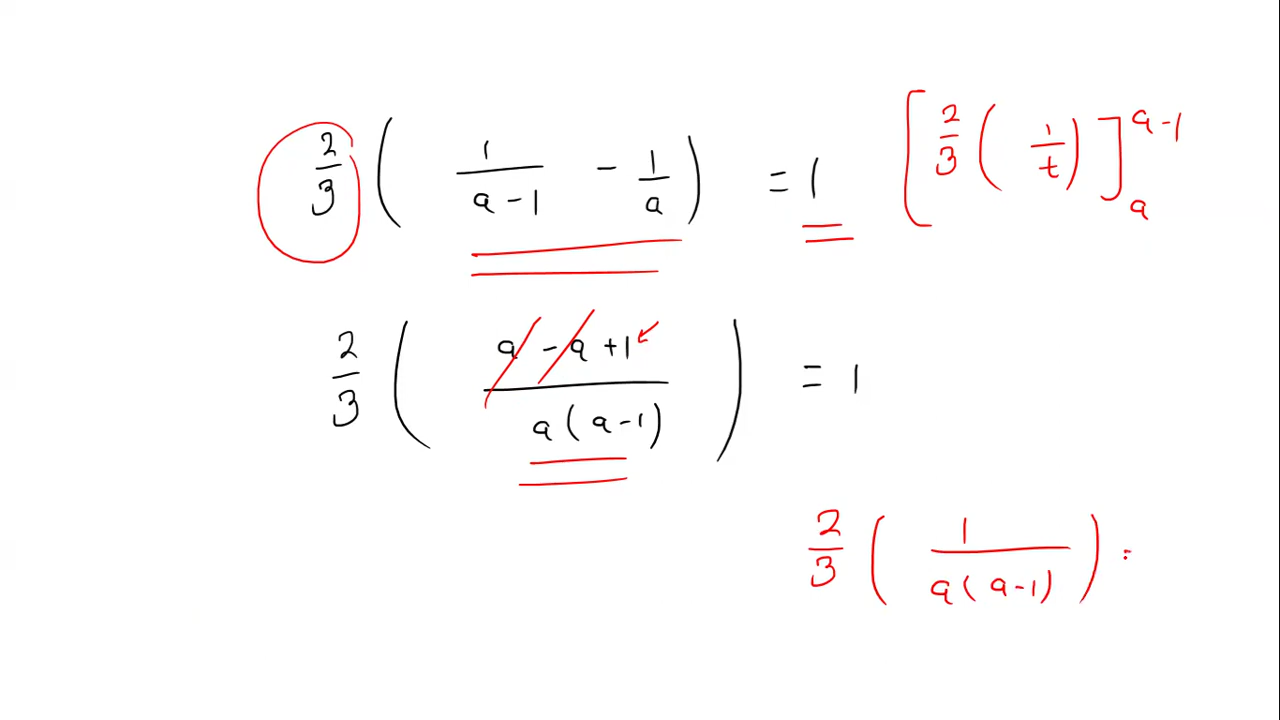 2/3 ( 1/(a-1) - 1/a ) = 1
[ 2/3 ( 1/t ) ]_a^(a-1)
2/3 ( (a - a + 1)/(a(a-1)) ) = 1
2/3 ( 1/(a(a-1)) ) :